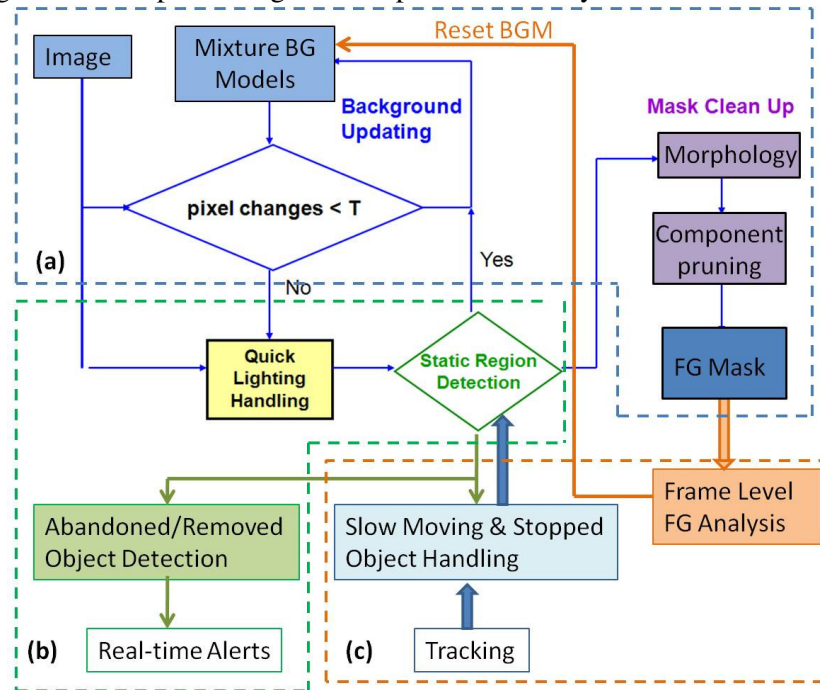 Reset BGM
Image
Mixture BG
Models
Background
Updating
Mask Clean Up
Morphology
pixel changes < T
Component
pruning
(a)
Yes
No
Quick
Lighting
Handling
Static Region
Detection
FG Mask
Abandoned/Removed
Object Detection
Slow Moving & Stopped
Object Handling
Frame Level
FG Analysis
(b)
Real-time Alerts
(c)
Tracking